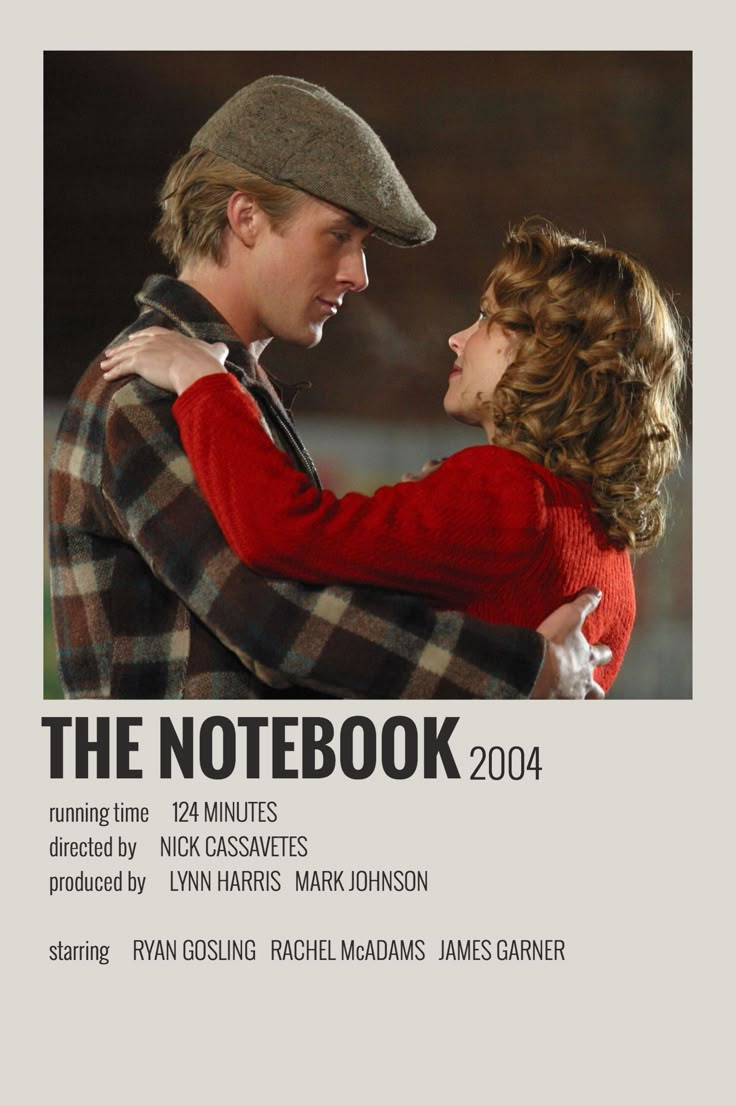 THE NOTEBOOK 2004
running time 124 MINUTES
directed by NICK CASSAVETES
produced by LYNN HARRIS MARK JOHNSON
starring RYAN GOSLING RACHEL McADAMS JAMES GARNER